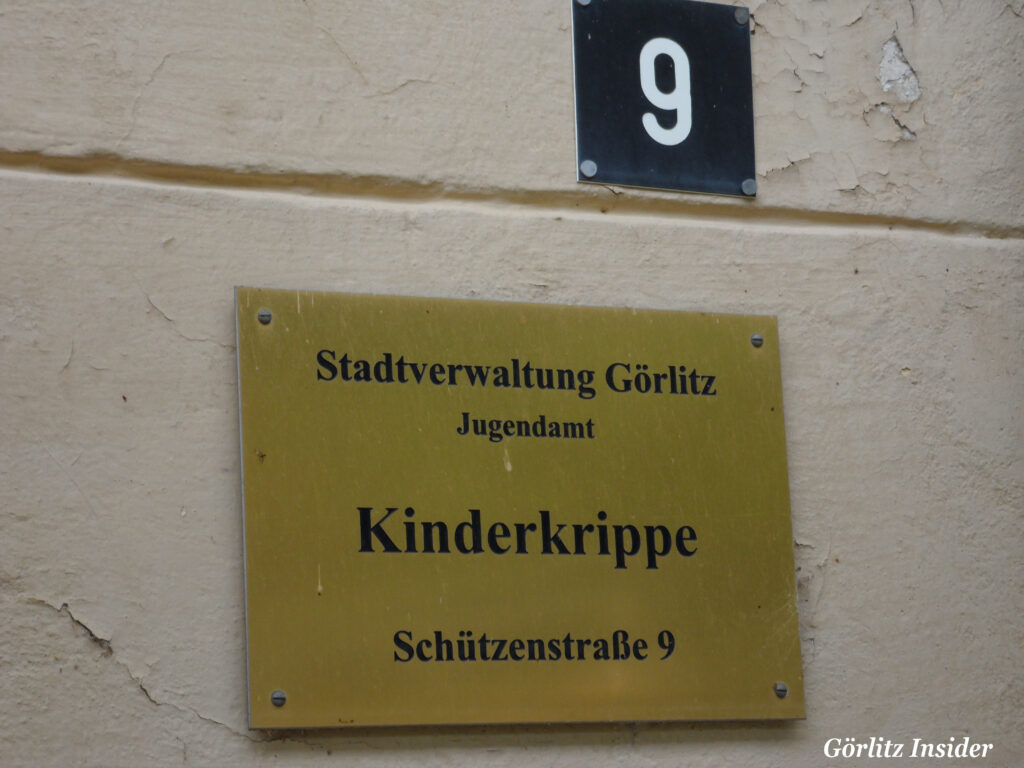 9
Stadtverwaltung Görlitz
Jugendamt
Kinderkrippe
Schützenstraße 9
Görlitz Insider